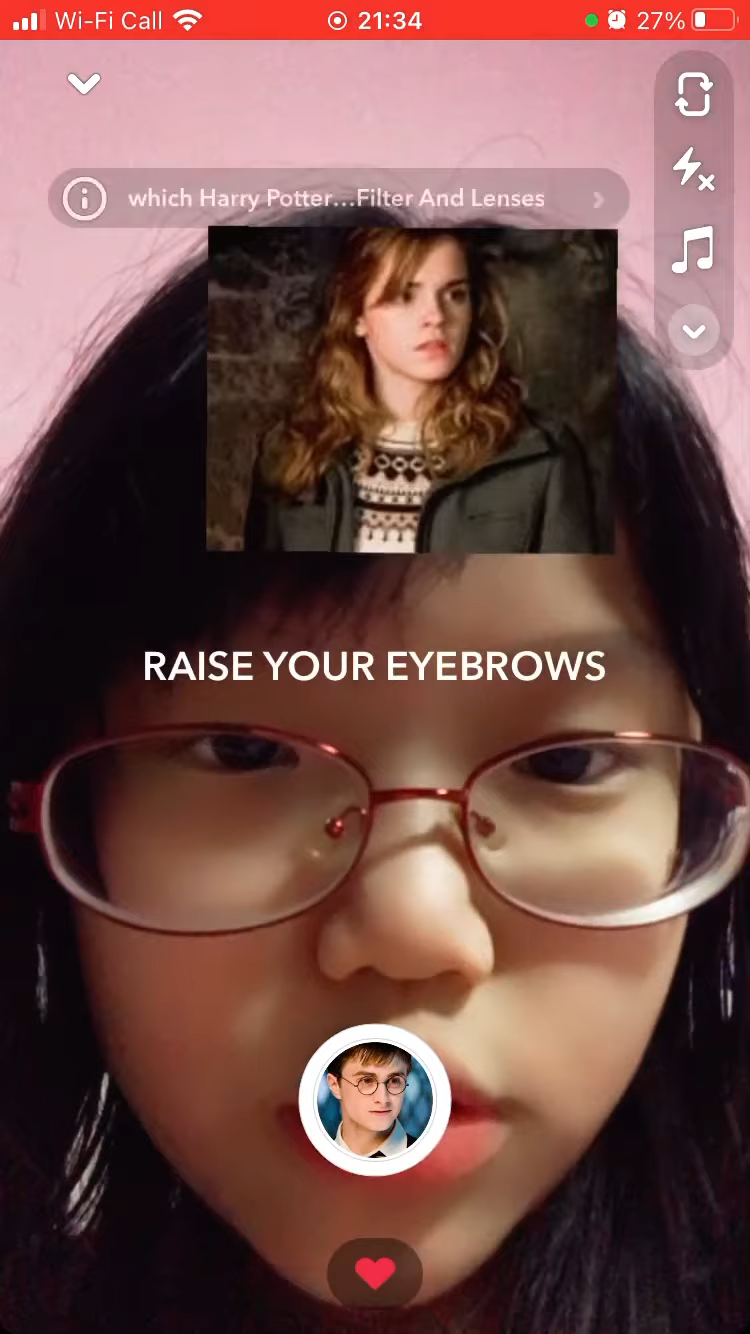 Wi-Fi Call
21:34
27%
which Harry Potter...Filter And Lenses
RAISE YOUR EYEBROWS